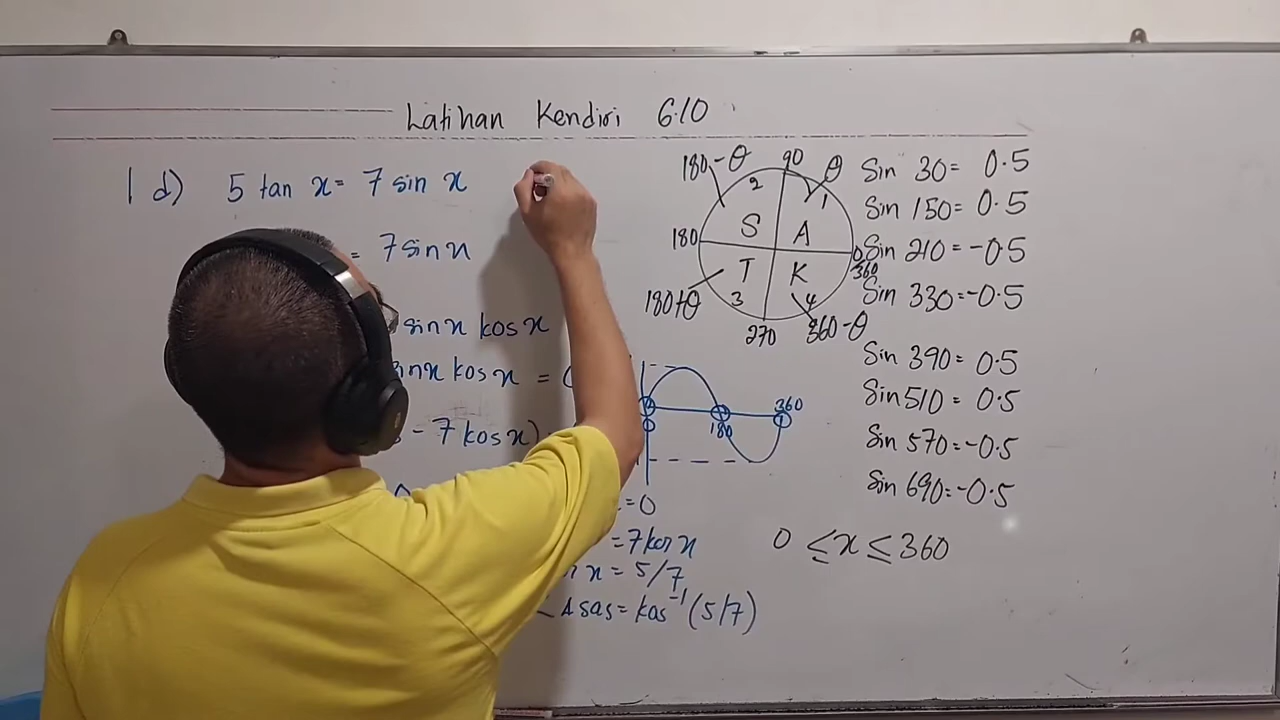 Latihan Kendiri 6.10
1 d) 5 tan x = 7 sin x
= 7 sin x
sin x kos x
sin x kos x =
- 7 kos x)
= 0
= 7 kos x
x = 5/7
∠ Asas = kos⁻¹ (5/7)
180-θ 90 θ
2 1
S A
180 0
360
T K
3 4
180+θ 270 360-θ
360
180
Sin 30 = 0.5
Sin 150 = 0.5
Sin 210 = -0.5
Sin 330 = -0.5
Sin 390 = 0.5
Sin 510 = 0.5
Sin 570 = -0.5
Sin 690 = -0.5
0 ≤ x ≤ 360